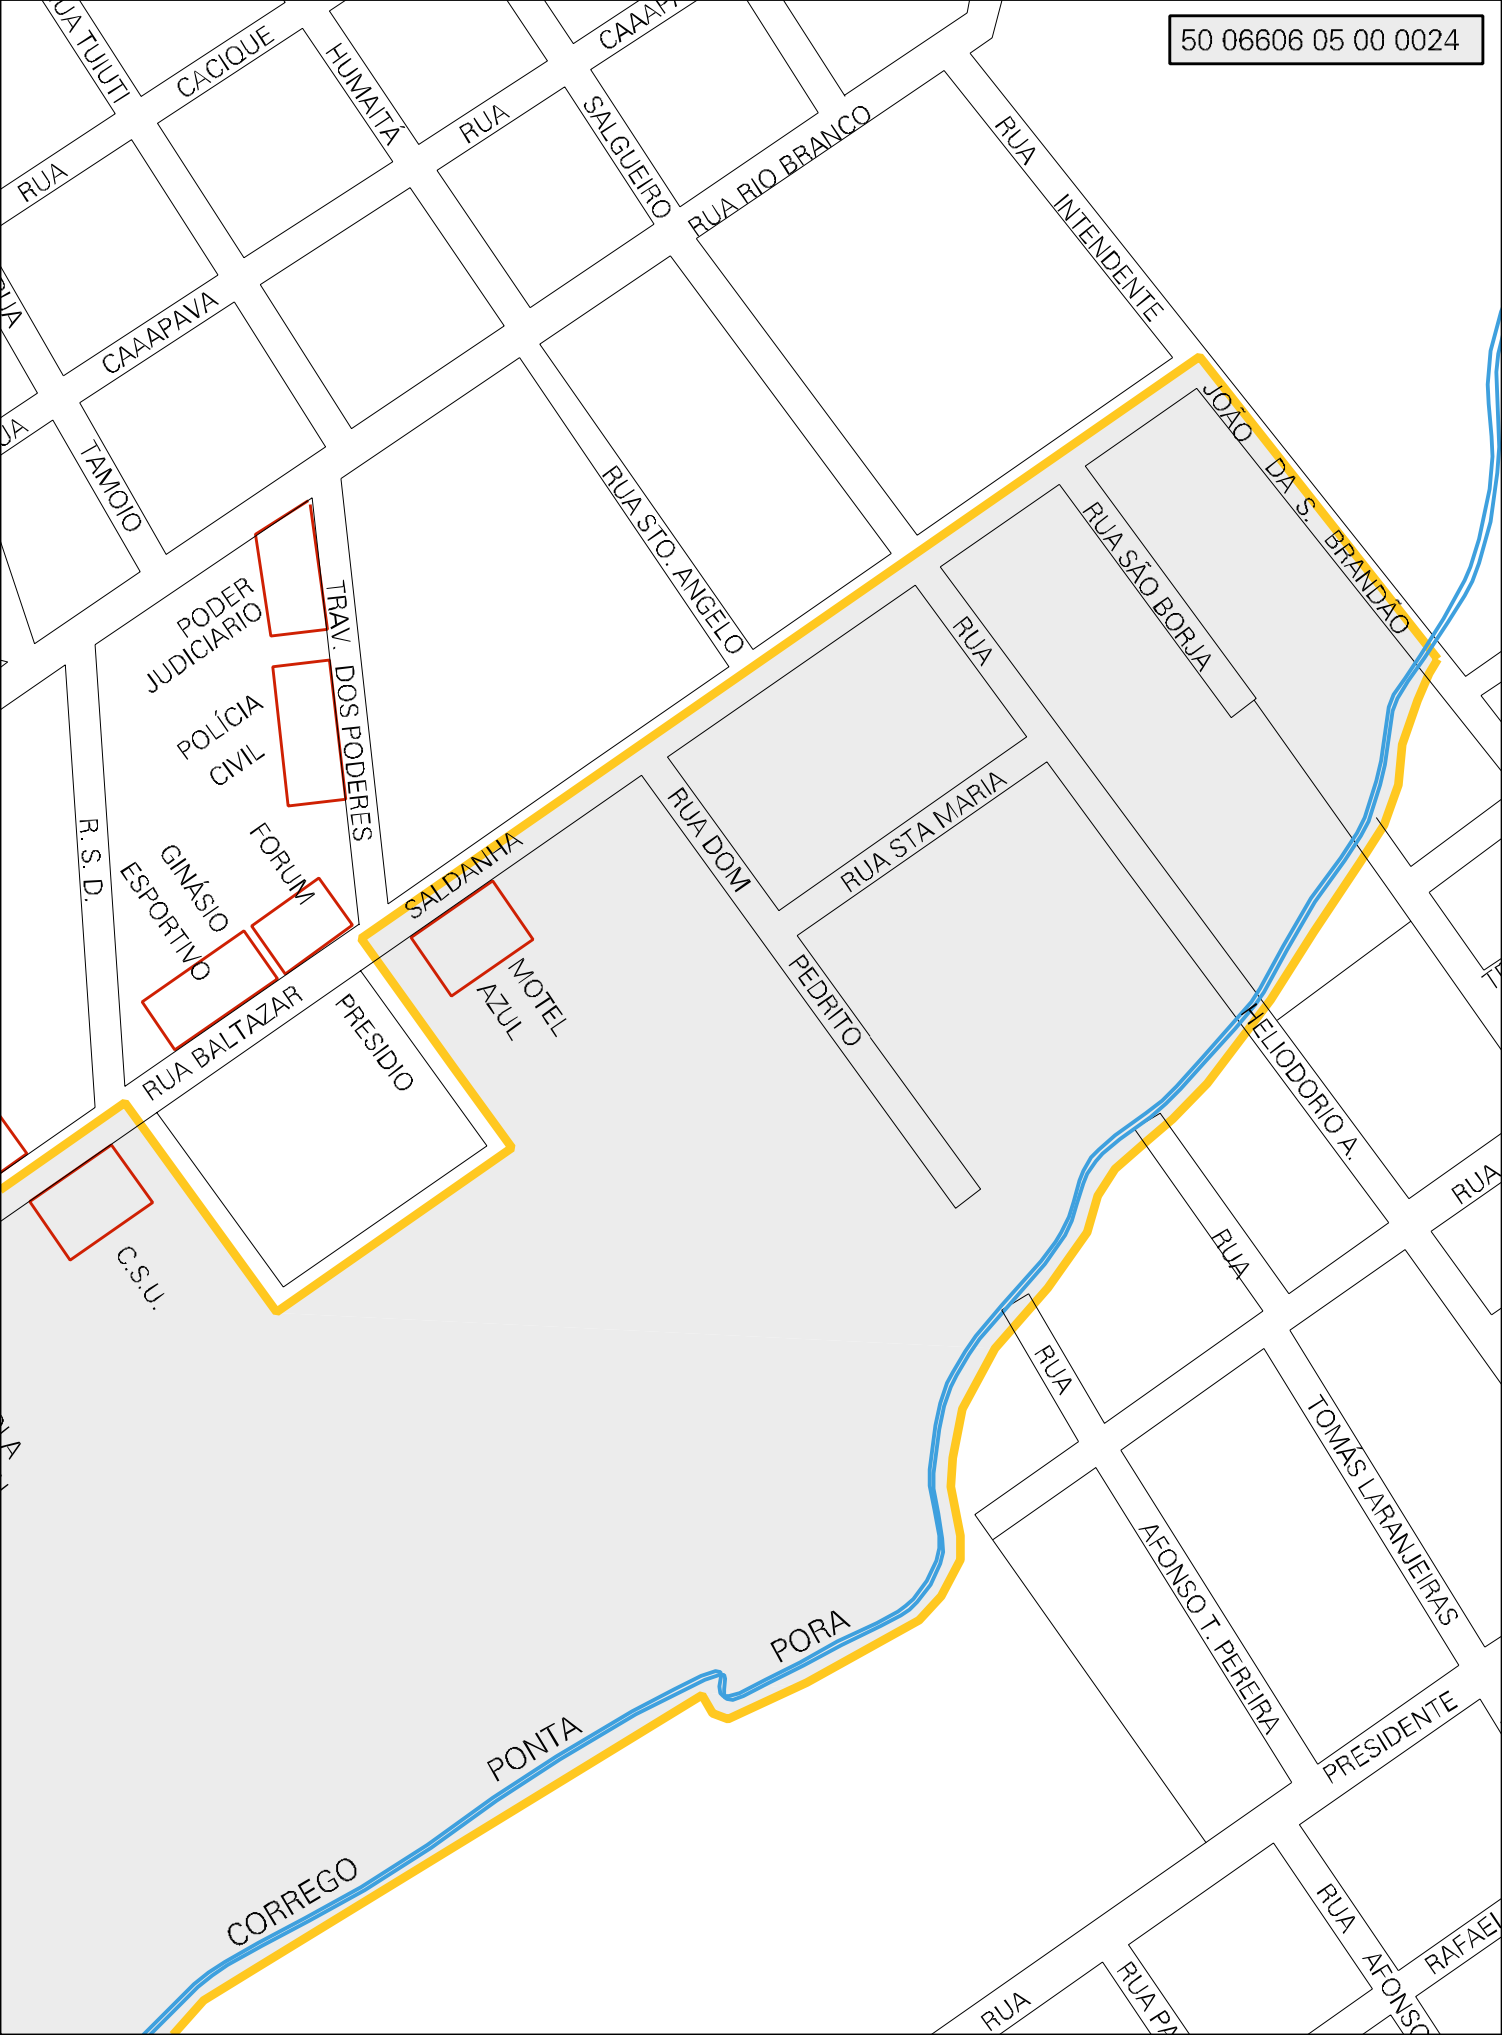 50 06606 05 00 0024
TUIUTI
CACIQUE
HUMAITÁ
RUA
SALGUEIRO
RUA RIO BRANCO
RUA
INTENDENTE
JOÃO DA S. BRANDÃO
RUA
CAAAPAVA
TAMOIO
RUA STO. ANGELO
PODER
JUDICIARIO
TRAV. DOS PODERES
POLÍCIA
CIVIL
RUA SÃO BORJA
RUA
HELIODORIO A.
RUA STA MARIA
RUA DOM
PEDRITO
R. S. D.
FORUM
GINÁSIO
ESPORTIVO
RUA BALTAZAR
SALDANHA
PRESIDIO
MOTEL
AZUL
C.S.U.
RUA
RUA
TOMÁS LARANJEIRAS
RUA
AFONSO T. PEREIRA
RUA
PRESIDENTE
CORREGO
PONTA
PORA
RUA
AFONSO
RUA